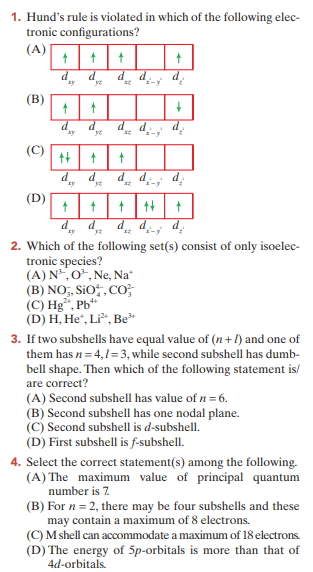 1. Hund's rule is violated in which of the following elec-
tronic configurations?
(A) ↑ ↑ ↑ ↑
d_xy d_yz d_xz d_x²–y² d_z²
(B) ↑ ↑ ↓
d_xy d_yz d_xz d_x²–y² d_z²
(C) ↑↓ ↑ ↑
d_xy d_yz d_xz d_x²–y² d_z²
(D) ↑ ↑ ↑ ↑↓ ↑
d_xy d_yz d_xz d_x²–y² d_z²
2. Which of the following set(s) consist of only isoelec-
tronic species?
(A) N³⁻, O²⁻, Ne, Na⁺
(B) NO₃⁻, SiO₄⁴⁻, CO₃²⁻
(C) Hg²⁺, Pb⁴⁺
(D) H, He⁺, Li²⁺, Be³⁺
3. If two subshells have equal value of (n + l) and one of
them has n = 4, l = 3, while second subshell has dumb-
bell shape. Then which of the following statement is/
are correct?
(A) Second subshell has value of n = 6.
(B) Second subshell has one nodal plane.
(C) Second subshell is d-subshell.
(D) First subshell is f-subshell.
4. Select the correct statement(s) among the following.
(A) The maximum value of principal quantum
number is 7.
(B) For n = 2, there may be four subshells and these
may contain a maximum of 8 electrons.
(C) M shell can accommodate a maximum of 18 electrons.
(D) The energy of 5p-orbitals is more than that of
4d-orbitals.